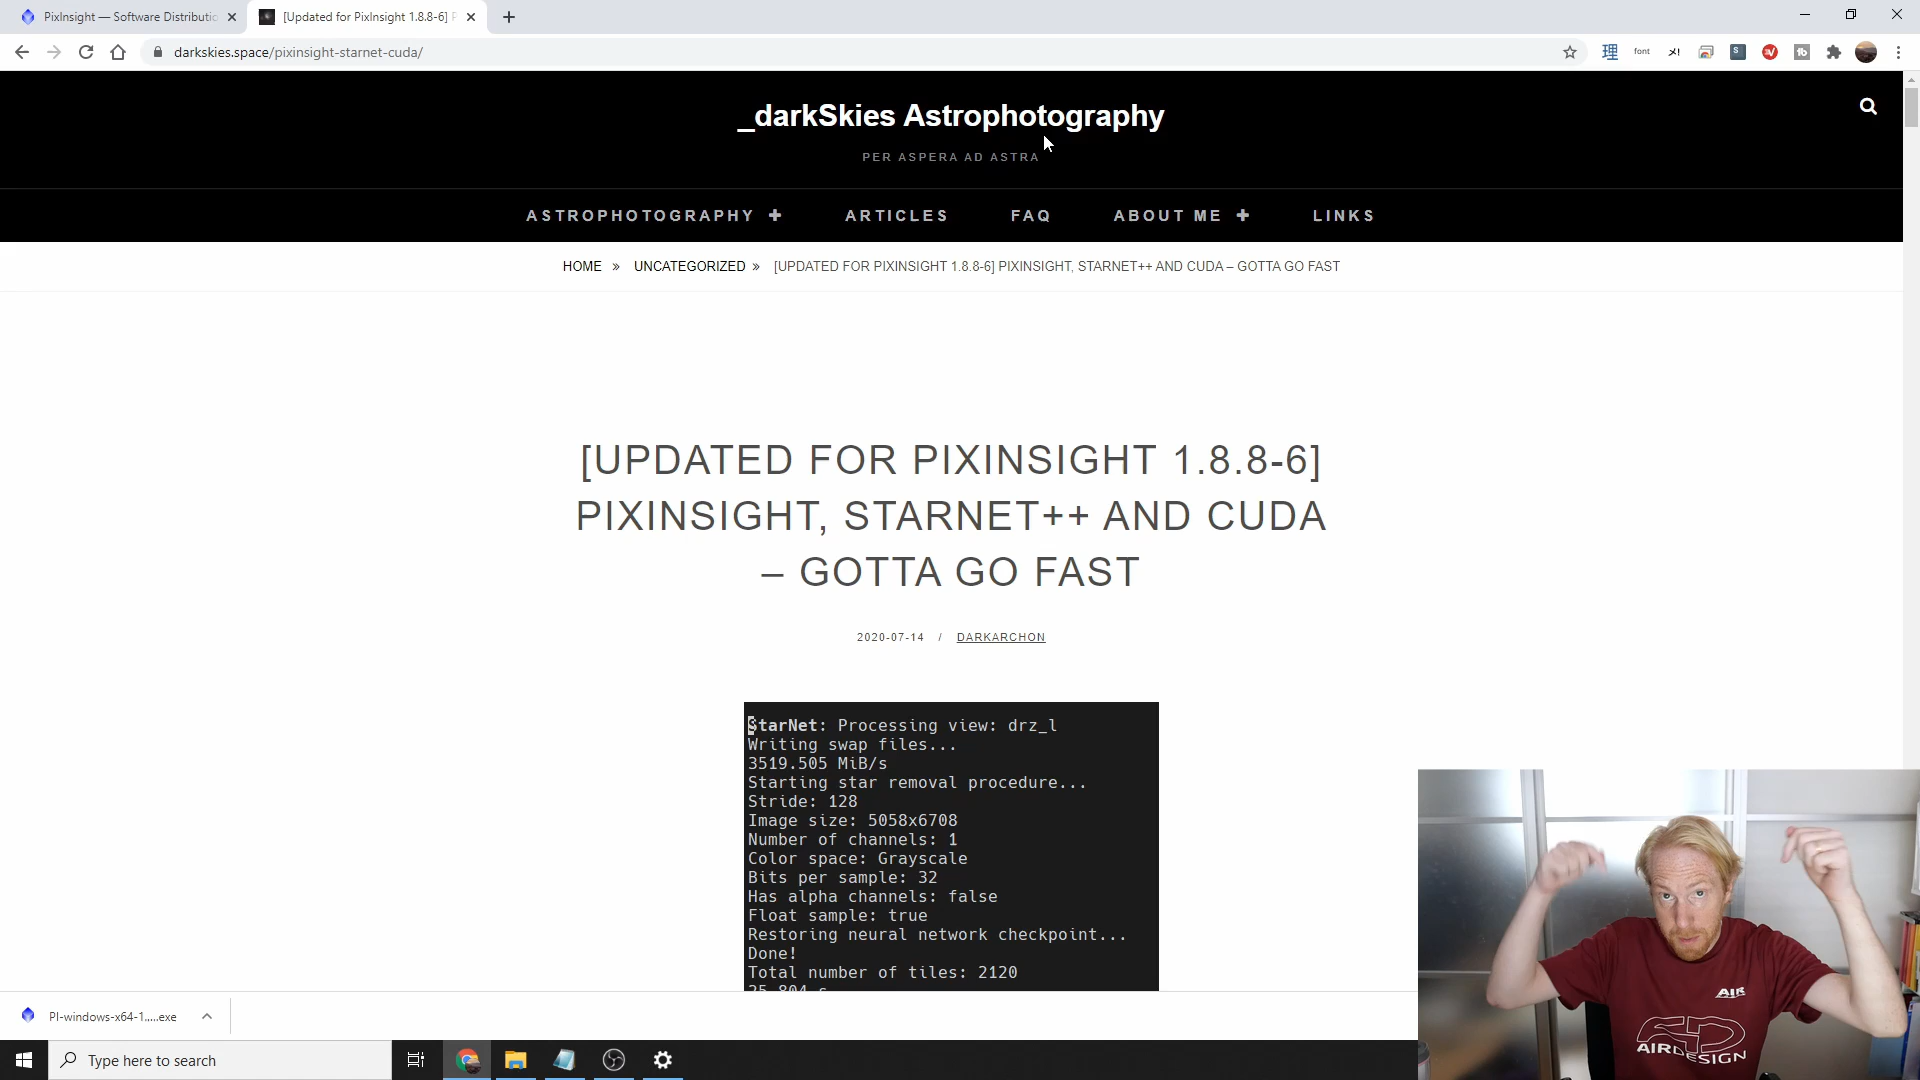 PixInsight — Software Distributio
[Updated for PixInsight 1.8.8-6] P
darkskies.space/pixinsight-starnet-cuda/
font
_darkSkies Astrophotography
PER ASPERA AD ASTRA
ASTROPHOTOGRAPHY + ARTICLES FAQ ABOUT ME + LINKS
HOME » UNCATEGORIZED » [UPDATED FOR PIXINSIGHT 1.8.8-6] PIXINSIGHT, STARNET++ AND CUDA – GOTTA GO FAST
[UPDATED FOR PIXINSIGHT 1.8.8-6]
PIXINSIGHT, STARNET++ AND CUDA
– GOTTA GO FAST
2020-07-14 / DARKARCHON
StarNet: Processing view: drz_l
Writing swap files...
3519.505 MiB/s
Starting star removal procedure...
Stride: 128
Image size: 5058x6708
Number of channels: 1
Color space: Grayscale
Bits per sample: 32
Has alpha channels: false
Float sample: true
Restoring neural network checkpoint...
Done!
Total number of tiles: 2120
25.804 s
AIR
AIRDESIGN
PI-windows-x64-1.....exe
Type here to search